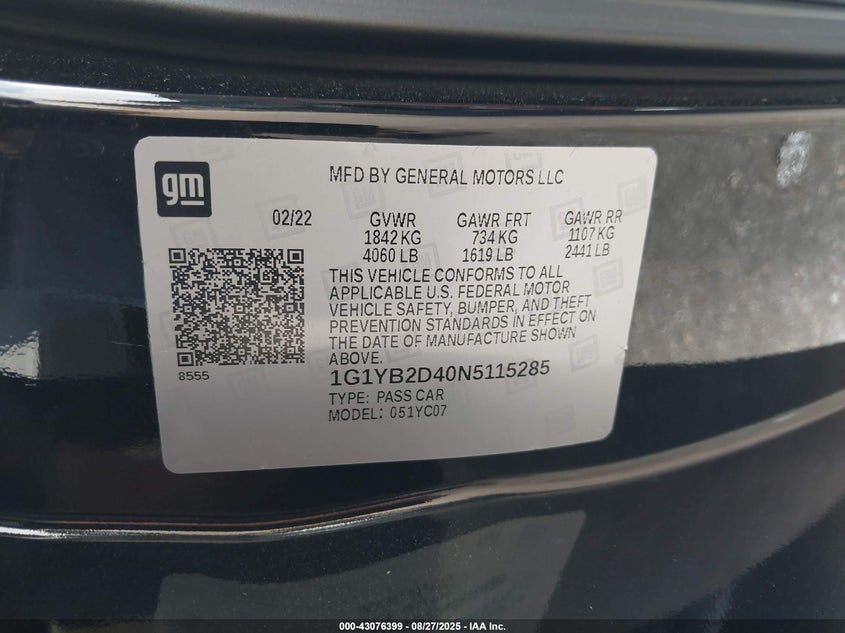 gm
MFD BY GENERAL MOTORS LLC
02/22 GVWR GAWR FRT GAWR RR
1842 KG 734 KG 1107 KG
4060 LB 1619 LB 2441 LB
THIS VEHICLE CONFORMS TO ALL
APPLICABLE U.S. FEDERAL MOTOR
VEHICLE SAFETY, BUMPER, AND THEFT
PREVENTION STANDARDS IN EFFECT ON
THE DATE OF MANUFACTURE SHOWN
ABOVE.
8555
1G1YB2D40N5115285
TYPE: PASS CAR
MODEL: 051YC07
000-43076399 - 08/27/2025 - IAA Inc.